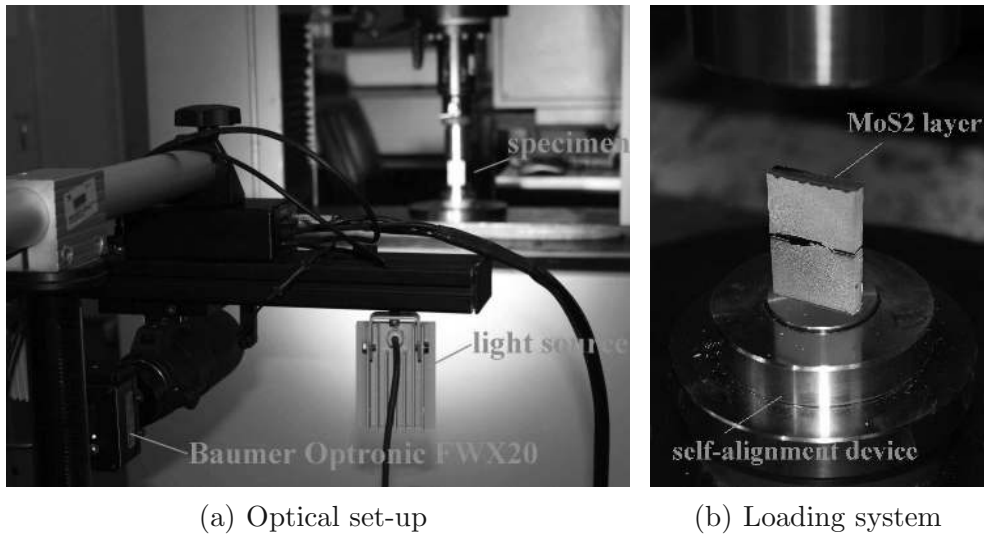 specimen
light source
Baumer Optronic FWX20
MoS2 layer
self-alignment device
(a) Optical set-up
(b) Loading system